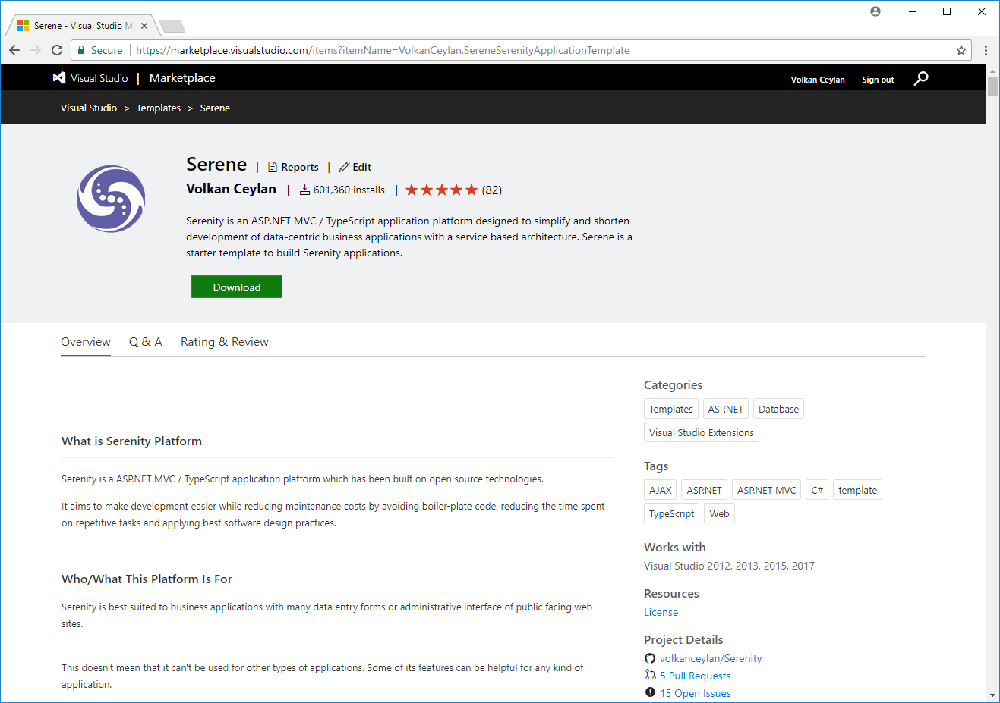 Serene - Visual Studio M
Secure
https://marketplace.visualstudio.com/items?itemName=VolkanCeylan.SereneSerenityApplicationTemplate
Visual Studio | Marketplace
Volkan Ceylan Sign out
Visual Studio > Templates > Serene
Serene | Reports | Edit
Volkan Ceylan | 601,360 installs | (82)
Serenity is an ASP.NET MVC / TypeScript application platform designed to simplify and shorten
development of data-centric business applications with a service based architecture. Serene is a
starter template to build Serenity applications.
Download
Overview Q & A Rating & Review
What is Serenity Platform
Serenity is a ASP.NET MVC / TypeScript application platform which has been built on open source technologies.
It aims to make development easier while reducing maintenance costs by avoiding boiler-plate code, reducing the time spent
on repetitive tasks and applying best software design practices.
Who/What This Platform Is For
Serenity is best suited to business applications with many data entry forms or administrative interface of public facing web
sites.
This doesn't mean that it can't be used for other types of applications. Some of its features can be helpful for any kind of
application.
Categories
Templates ASP.NET Database
Visual Studio Extensions
Tags
AJAX ASP.NET ASP.NET MVC C# template
TypeScript Web
Works with
Visual Studio 2012, 2013, 2015, 2017
Resources
License
Project Details
volkanceylan/Serenity
5 Pull Requests
15 Open Issues